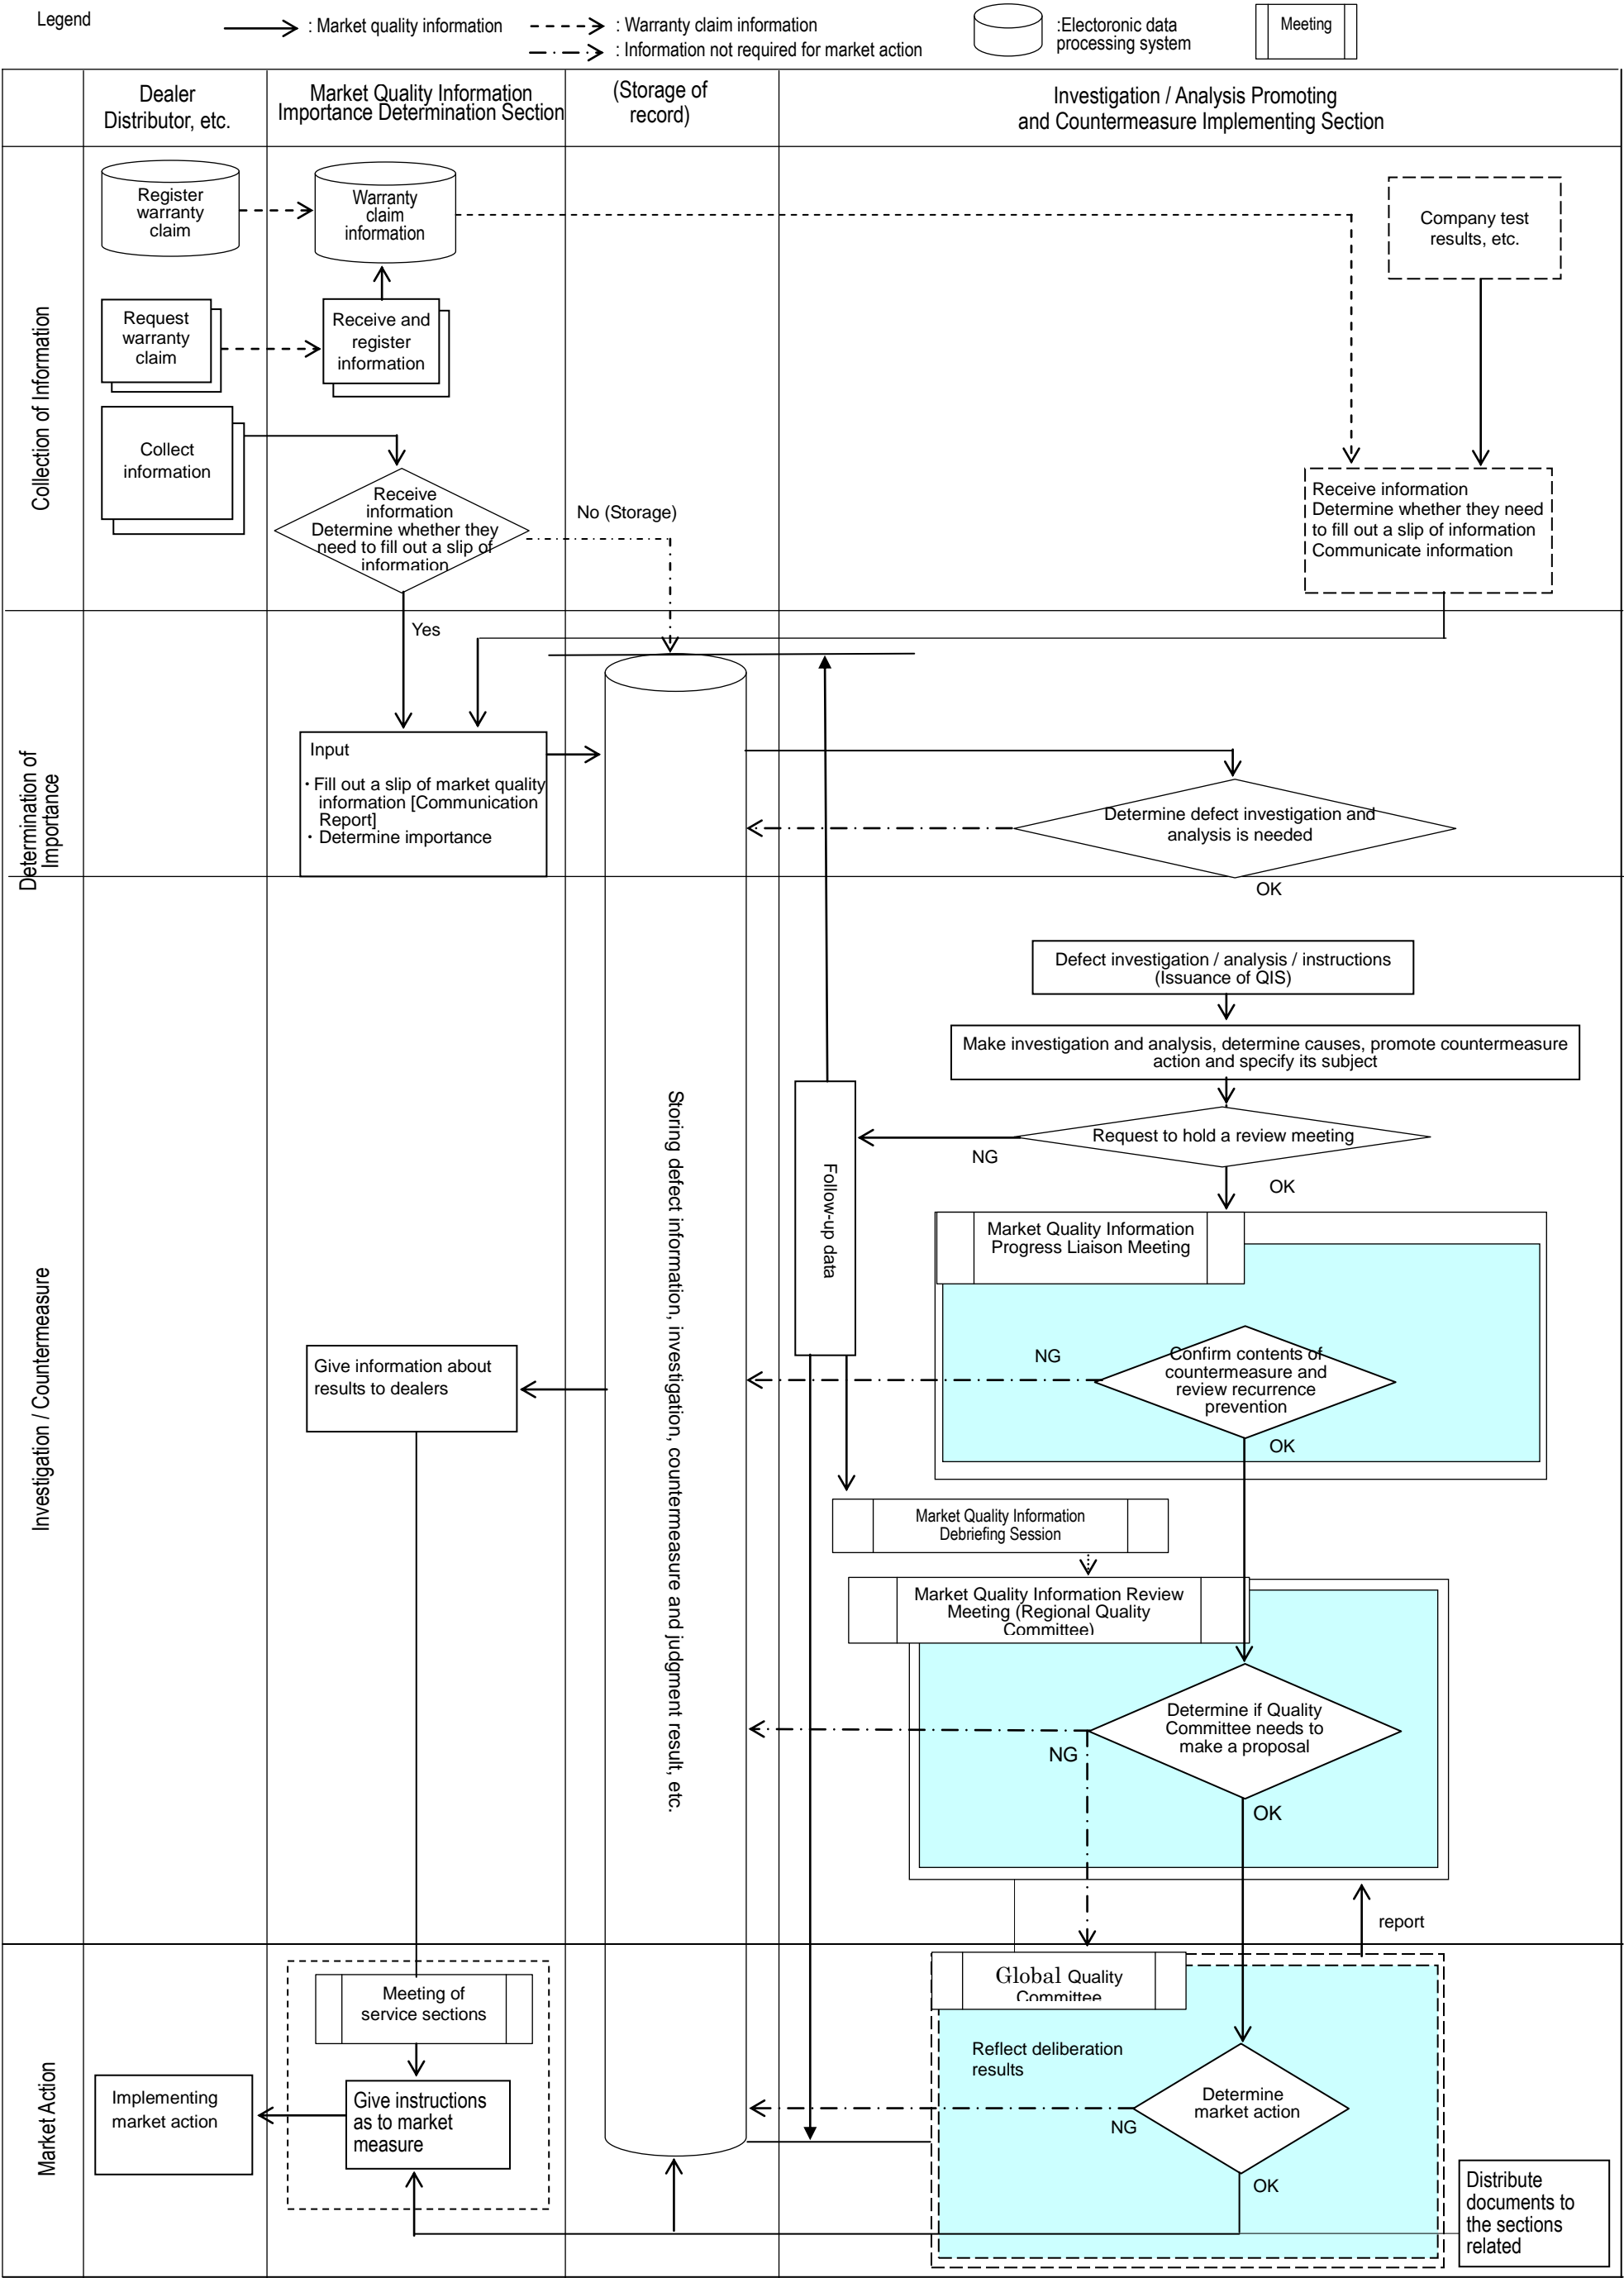 Legend
: Market quality information
: Warranty claim information
: Information not required for market action
:Electoronic data
processing system
Meeting
Dealer
Distributor, etc.
Market Quality Information
Importance Determination Section
(Storage of
record)
Investigation / Analysis Promoting
and Countermeasure Implementing Section
Collection of Information
Register
warranty
claim
Warranty
claim
information
Company test
results, etc.
Request
warranty
claim
Receive and
register
information
Collect
information
Receive
information
Determine whether they
need to fill out a slip of
information
No (Storage)
Receive information
Determine whether they need
to fill out a slip of information
Communicate information
Yes
Determination of
Importance
Input
・Fill out a slip of market quality
information [Communication
Report]
・Determine importance
Determine defect investigation and
analysis is needed
OK
Investigation / Countermeasure
Defect investigation / analysis / instructions
(Issuance of QIS)
Make investigation and analysis, determine causes, promote countermeasure
action and specify its subject
Request to hold a review meeting
NG
OK
Storing defect information, investigation, countermeasure and judgment result, etc.
Follow-up data
Market Quality Information
Progress Liaison Meeting
Give information about
results to dealers
NG
Confirm contents of
countermeasure and
review recurrence
prevention
OK
Market Quality Information
Debriefing Session
Market Quality Information Review
Meeting (Regional Quality
Committee)
Determine if Quality
Committee needs to
make a proposal
NG
OK
report
Market Action
Meeting of
service sections
Global Quality
Committee
Reflect deliberation
results
Implementing
market action
Give instructions
as to market
measure
Determine
market action
NG
OK
Distribute
documents to
the sections
related